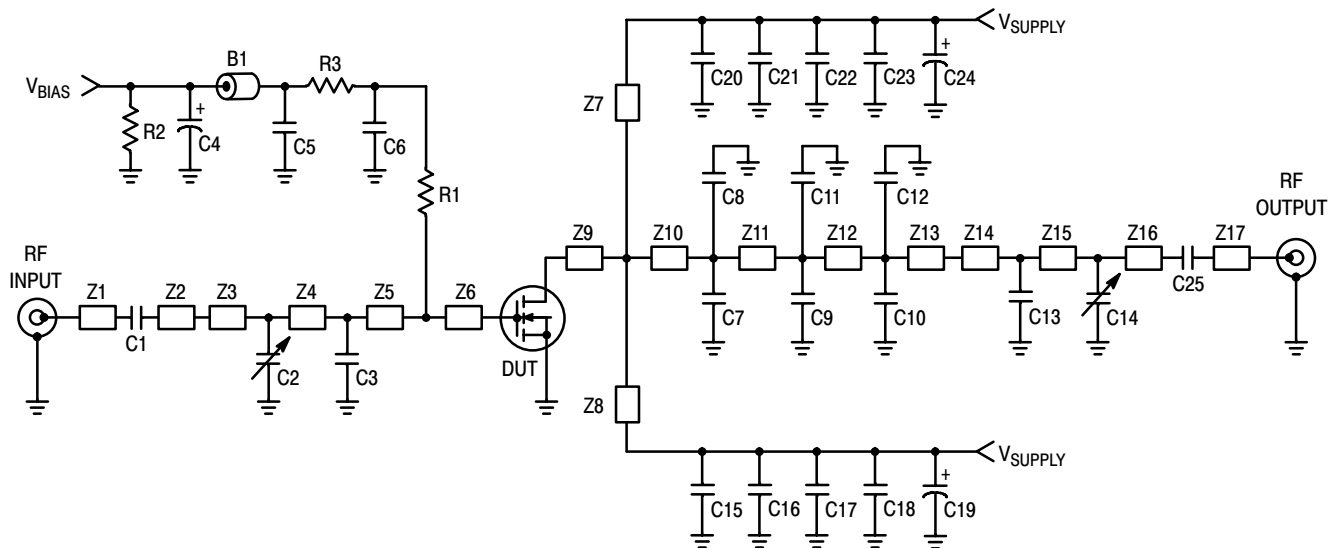 VSUPPLY
B1
R3
VBIAS
+
+
C20
C21
C22
C23
C24
Z7
R2
C4
C5
C6
R1
C8
C11
C12
RF
OUTPUT
Z9
Z10
Z11
Z12
Z13
Z14
Z15
Z16
Z17
RF
INPUT
Z1
Z2
Z3
Z4
Z5
Z6
C25
C1
C2
C3
DUT
C7
C9
C10
C13
C14
Z8
VSUPPLY
+
C15
C16
C17
C18
C19